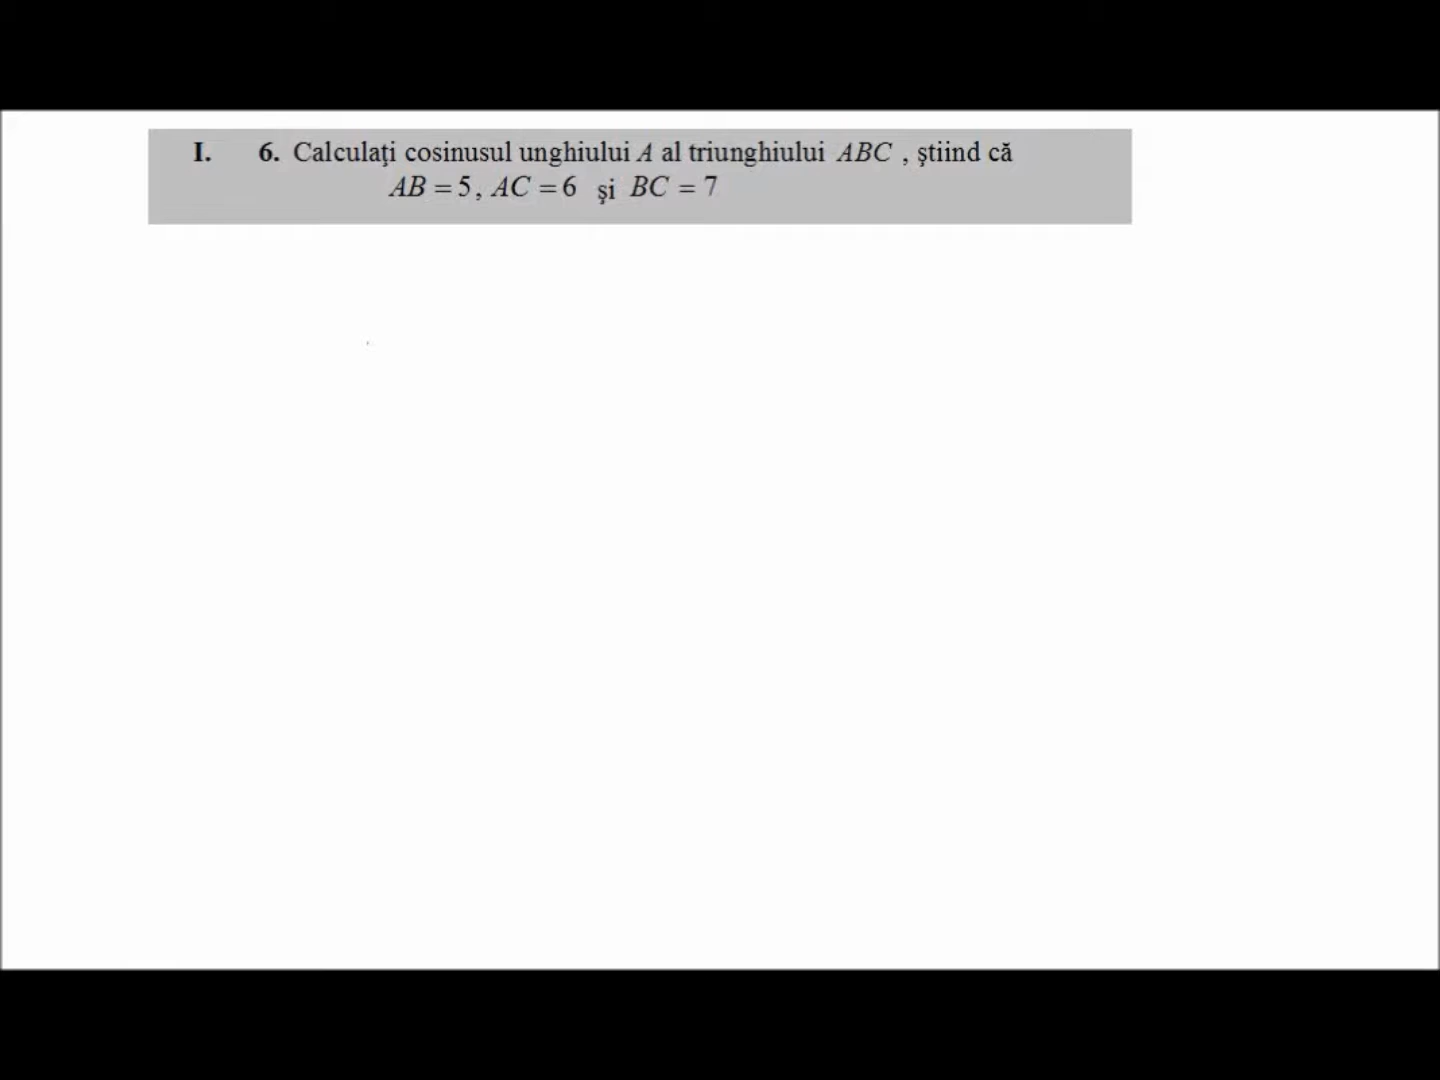 I. 6. Calculaţi cosinusul unghiului A al triunghiului ABC , ştiind că
AB = 5, AC = 6 şi BC = 7